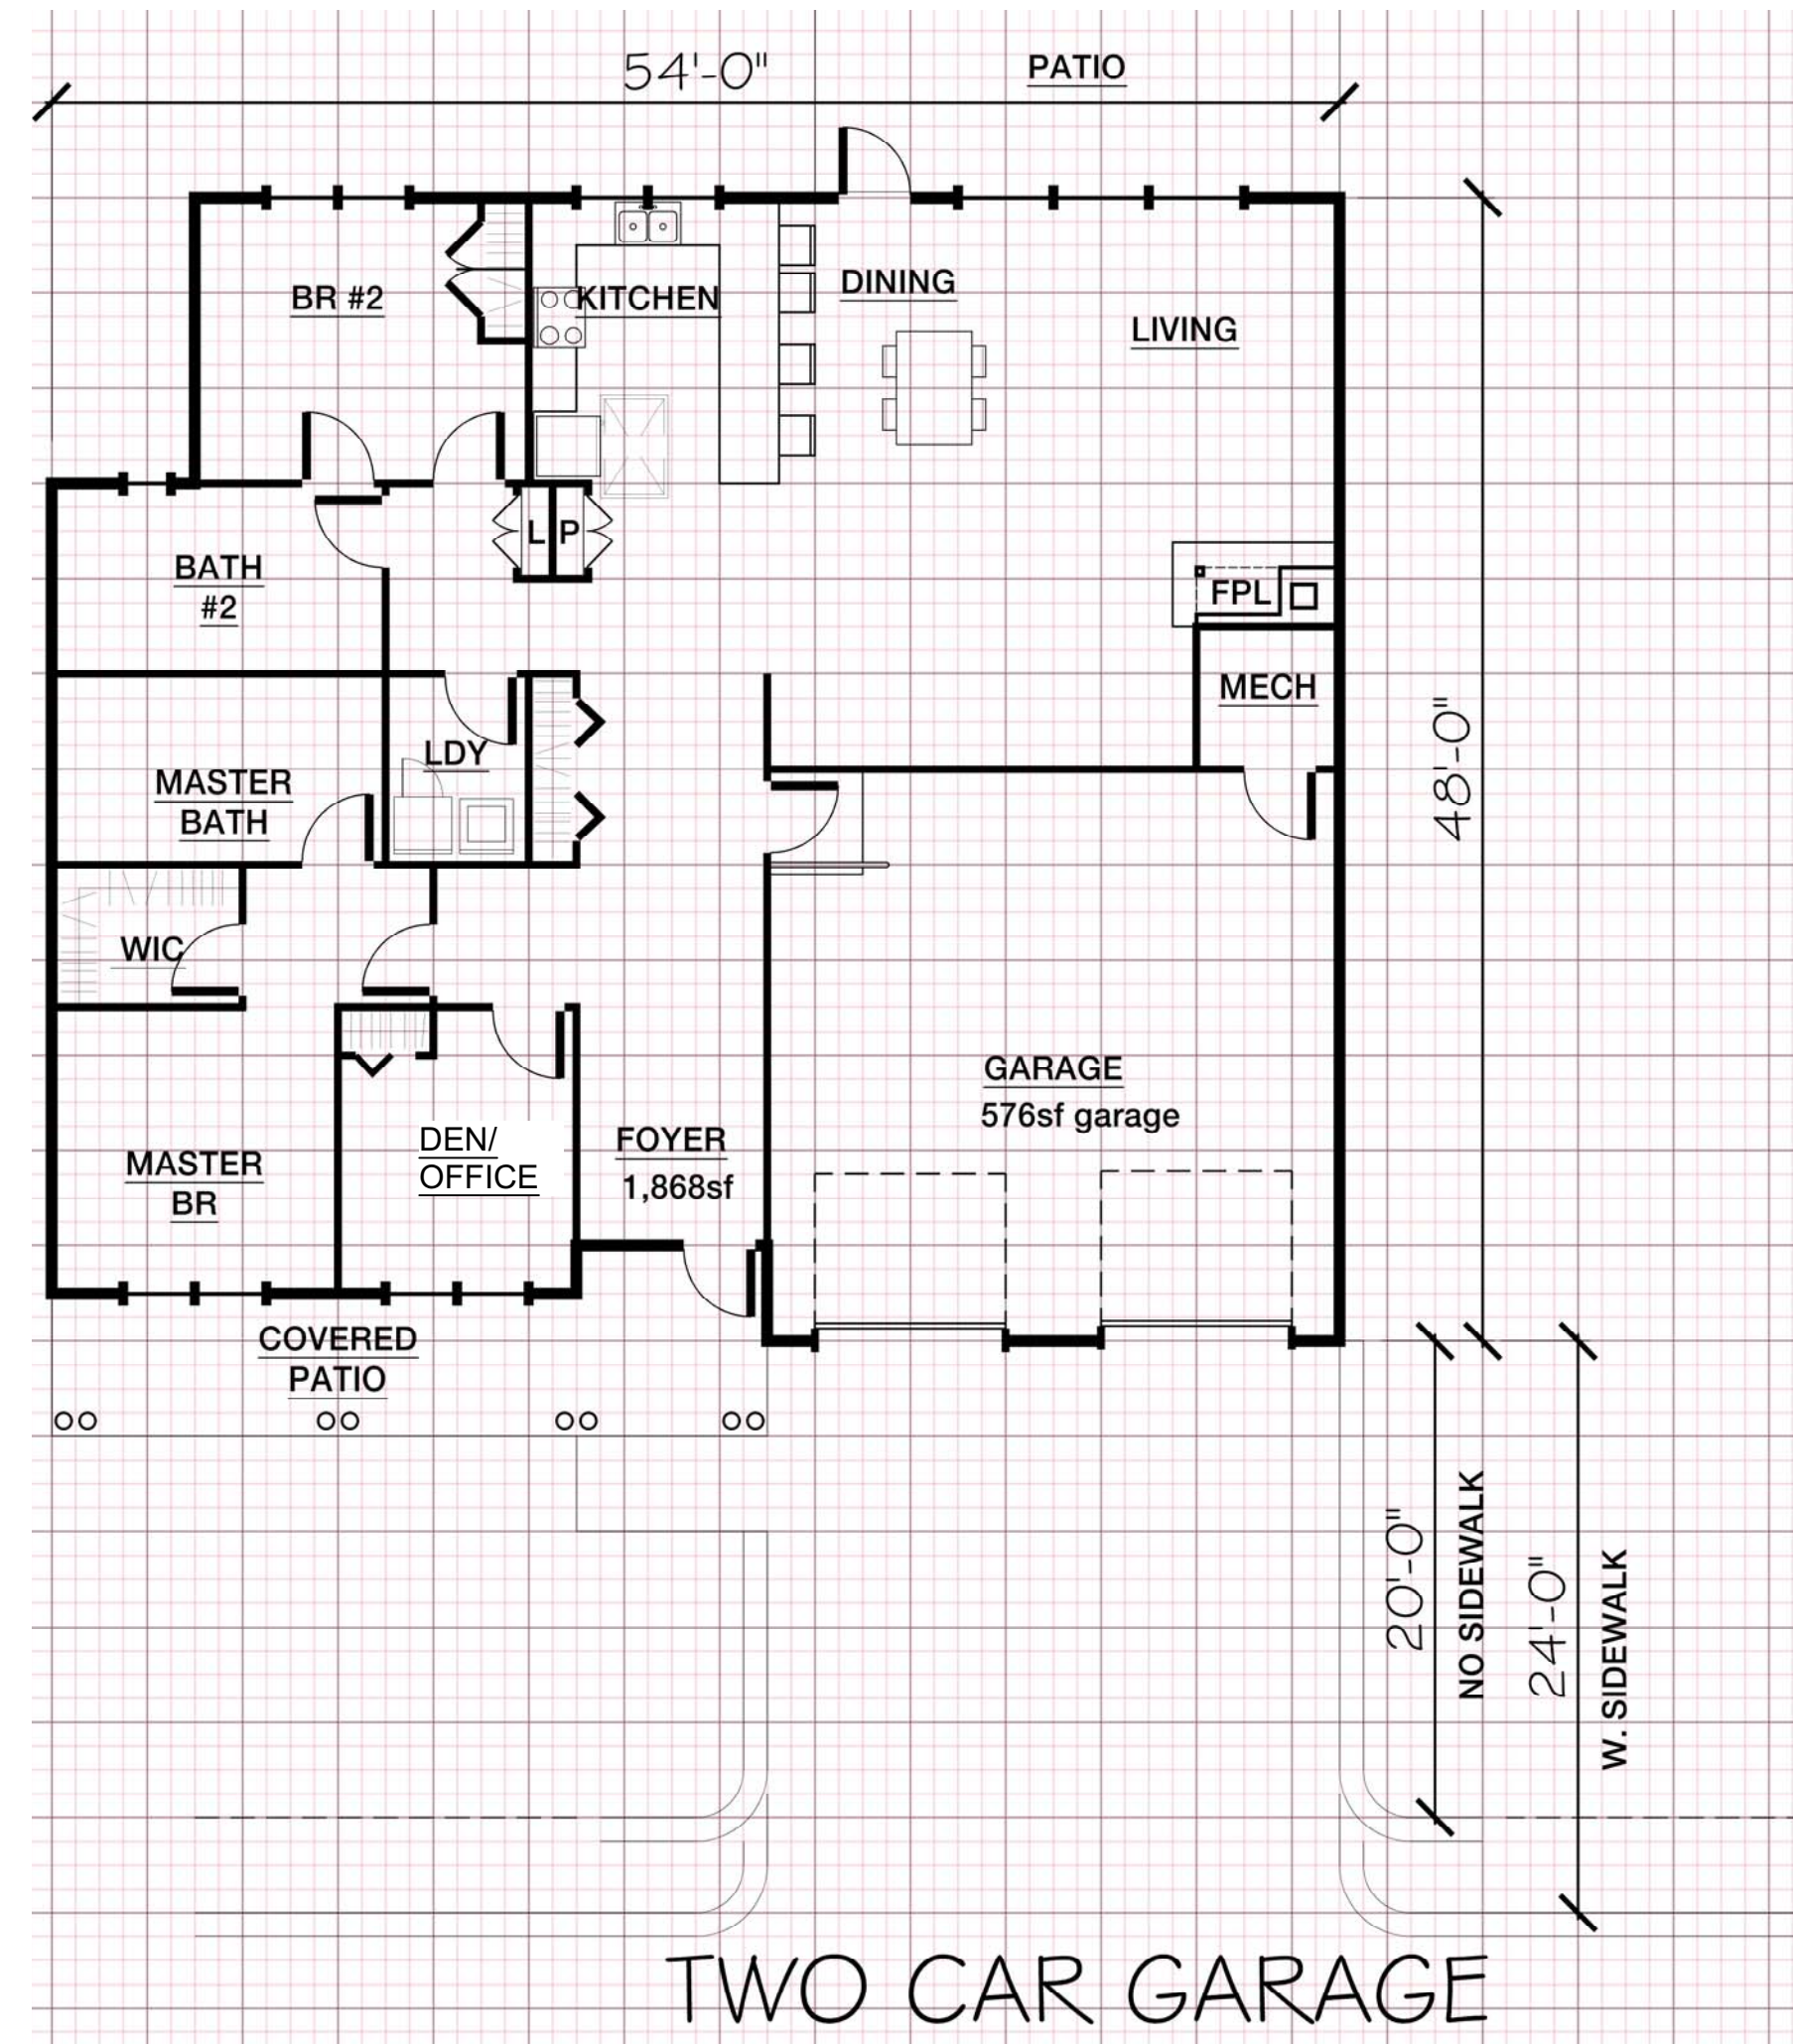 54'-0"
PATIO
BR #2
KITCHEN
DINING
LIVING
L
P
BATH
#2
FPL
MECH
LDY
MASTER
BATH
48'-0"
WIC
GARAGE
576sf garage
DEN/
OFFICE
FOYER
1,868sf
MASTER
BR
COVERED
PATIO
20'-0"
NO SIDEWALK
24'-0"
W. SIDEWALK
TWO CAR GARAGE